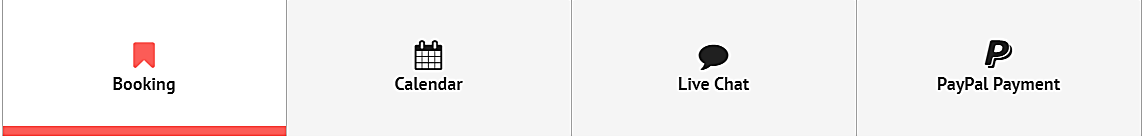 Booking
Calendar
Live Chat
PayPal Payment